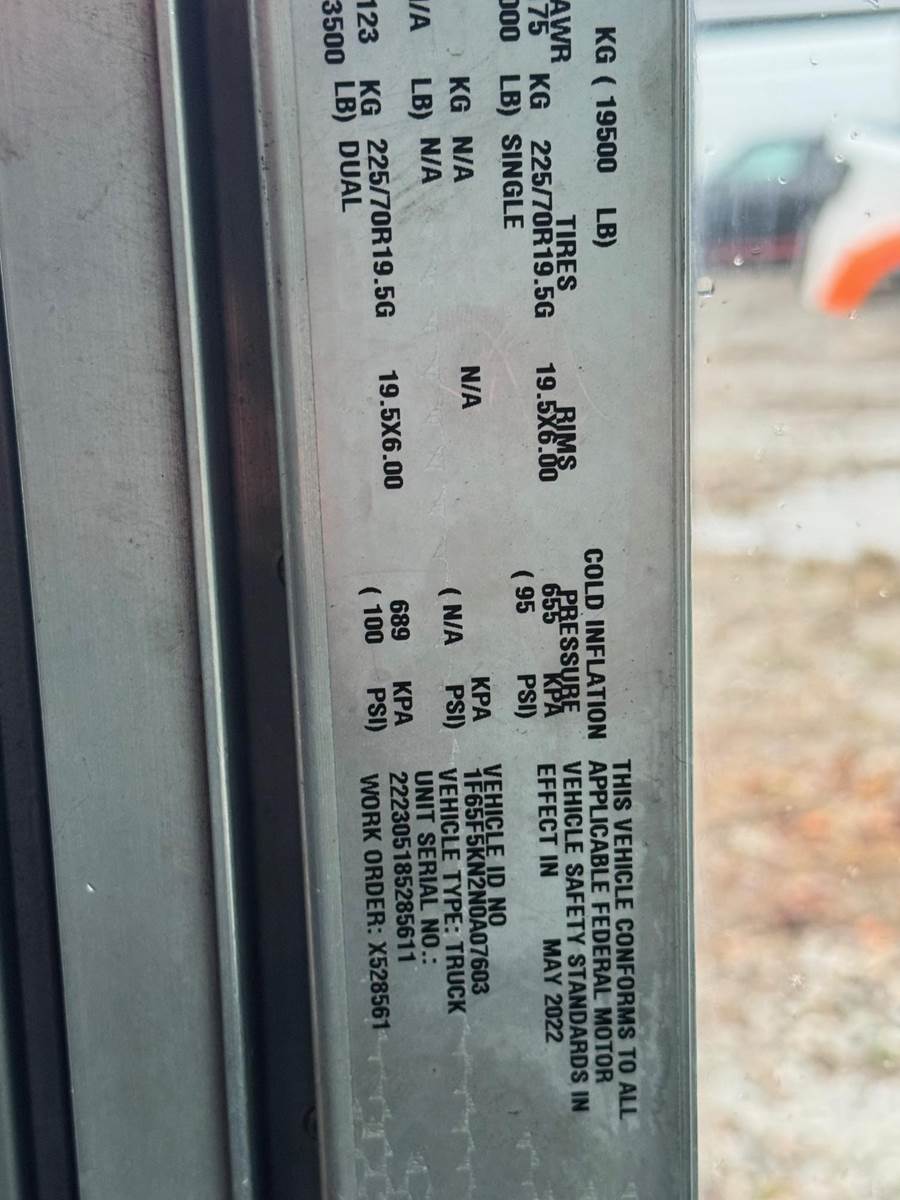 KG ( 19500 LB)
AWR TIRES RIMS COLD INFLATION PRESSURE
75 KG 225/70R19.5G 19.5X6.00 655 KPA
000 LB) SINGLE ( 95 PSI)
KG N/A N/A KPA
/A LB) N/A ( N/A PSI)
123 KG 225/70R19.5G 19.5X6.00 689 KPA
3500 LB) DUAL ( 100 PSI)
THIS VEHICLE CONFORMS TO ALL
APPLICABLE FEDERAL MOTOR
VEHICLE SAFETY STANDARDS IN
EFFECT IN MAY 2022
VEHICLE ID NO
1F65F5KN2N0A07603
VEHICLE TYPE: TRUCK
UNIT SERIAL NO.:
222305185285611
WORK ORDER: X528561